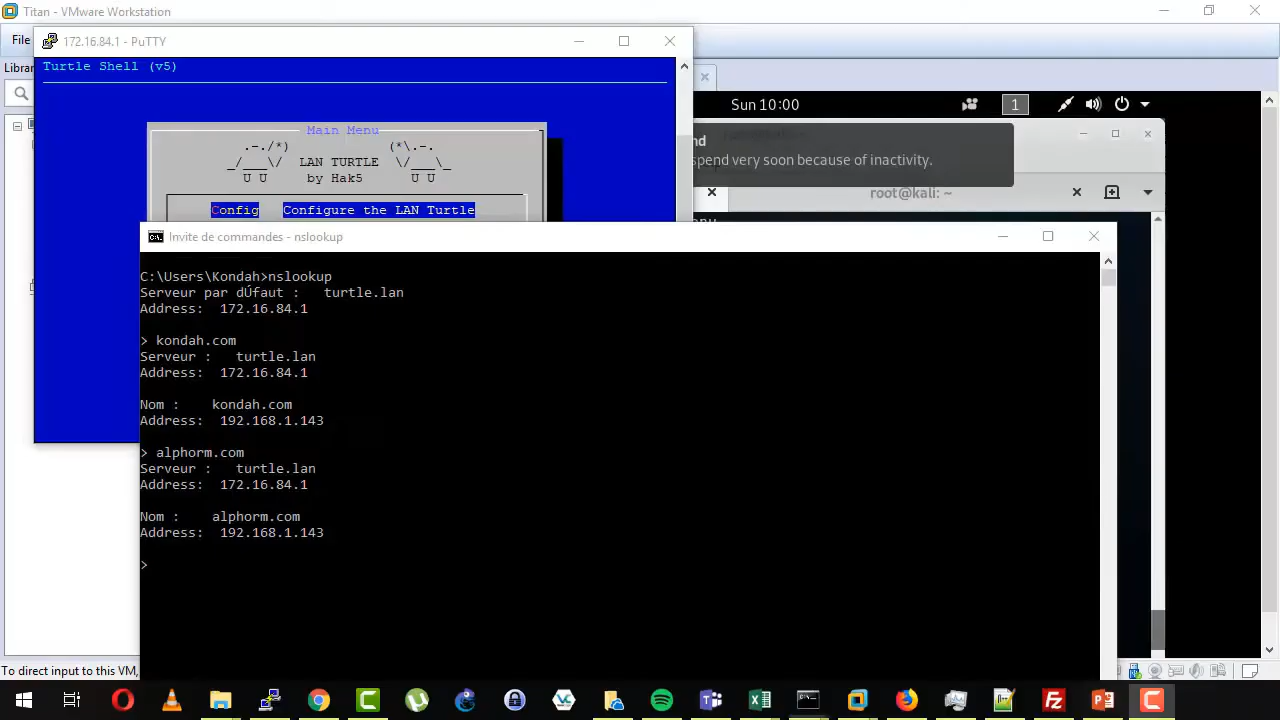 Titan - VMware Workstation
File
172.16.84.1 - PuTTY
Librar
Turtle Shell (v5)
Main Menu
.-./*) (*\.-.
_/___\/ LAN TURTLE \/___\_
U U by Hak5 U U
Config Configure the LAN Turtle
Sun 10:00
1
nd
spend very soon because of inactivity.
root@kali: ~
Invite de commandes - nslookup
C:\Users\Kondah>nslookup
Serveur par dÚfaut : turtle.lan
Address: 172.16.84.1
> kondah.com
Serveur : turtle.lan
Address: 172.16.84.1
Nom : kondah.com
Address: 192.168.1.143
> alphorm.com
Serveur : turtle.lan
Address: 172.16.84.1
Nom : alphorm.com
Address: 192.168.1.143
>
To direct input to this VM,